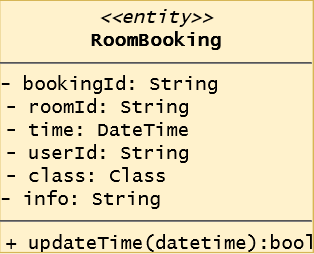 <<entity>>
RoomBooking
- bookingId: String
- roomId: String
- time: DateTime
- userId: String
- class: Class
- info: String
+ updateTime(datetime):bool